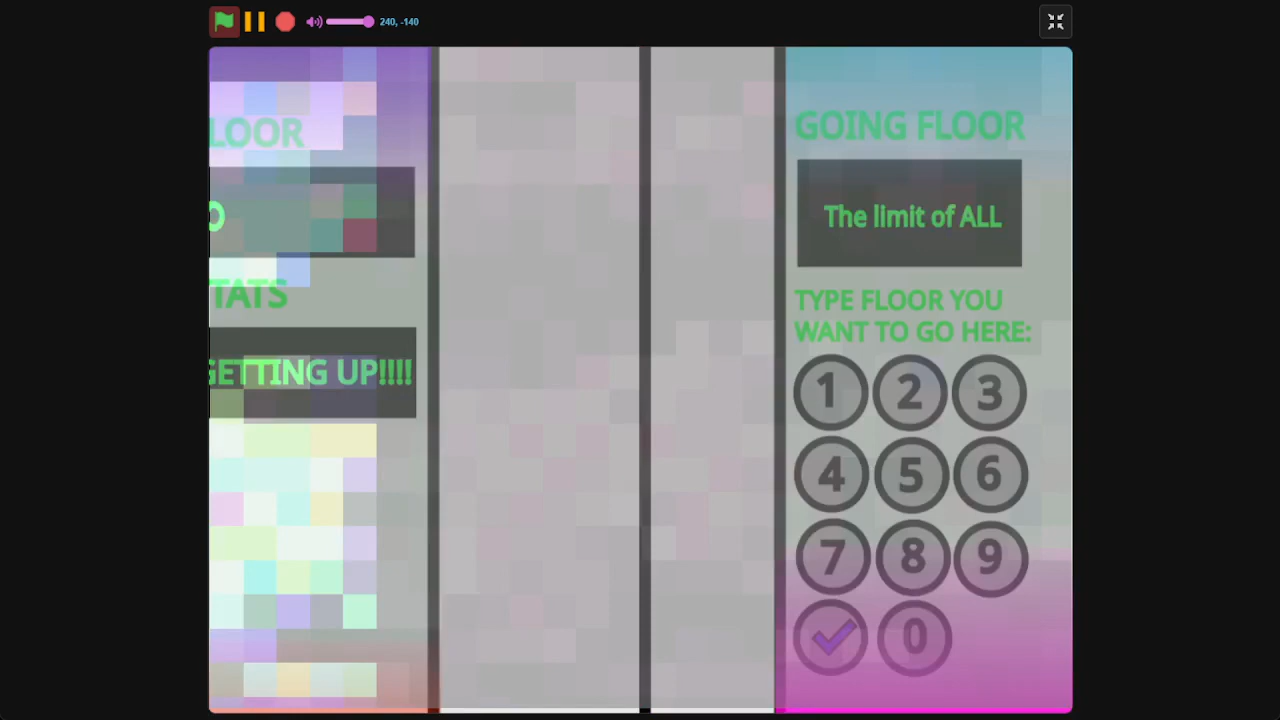 240, -140
LOOR
GOING FLOOR
The limit of ALL
TATS
TYPE FLOOR YOU
WANT TO GO HERE:
GETTING UP!!!!
1 2 3
4 5 6
7 8 9
0